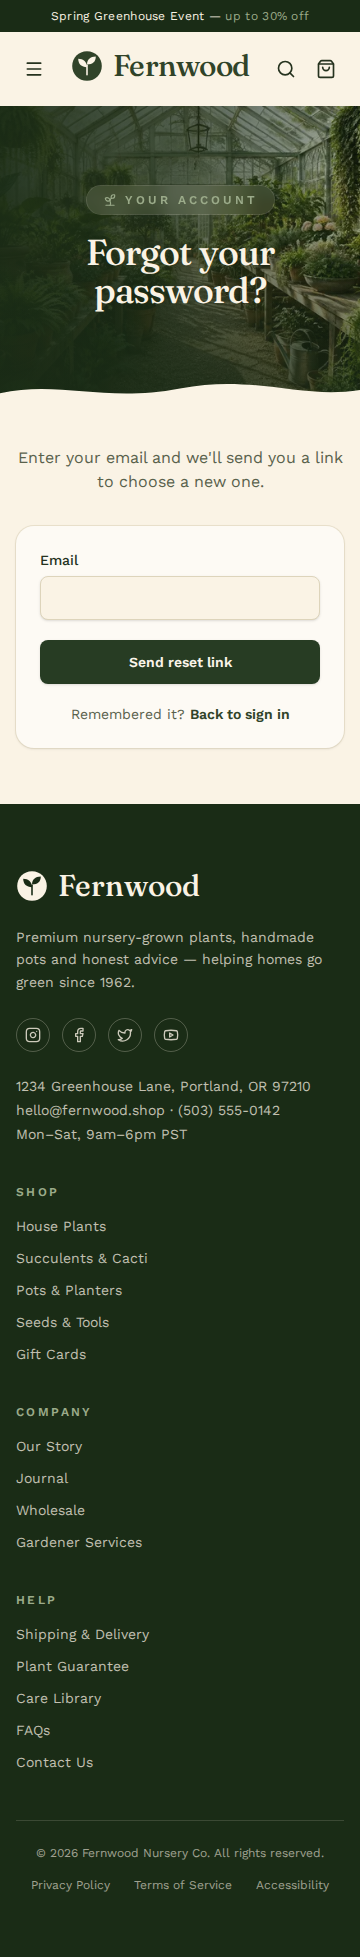 Spring Greenhouse Event — up to 30% off
Fernwood
YOUR ACCOUNT
Forgot your
password?
Enter your email and we'll send you a link
to choose a new one.
Email
Send reset link
Remembered it? Back to sign in
Fernwood
Premium nursery-grown plants, handmade
pots and honest advice — helping homes go
green since 1962.
1234 Greenhouse Lane, Portland, OR 97210
hello@fernwood.shop · (503) 555-0142
Mon–Sat, 9am–6pm PST
SHOP
House Plants
Succulents & Cacti
Pots & Planters
Seeds & Tools
Gift Cards
COMPANY
Our Story
Journal
Wholesale
Gardener Services
HELP
Shipping & Delivery
Plant Guarantee
Care Library
FAQs
Contact Us
© 2026 Fernwood Nursery Co. All rights reserved.
Privacy Policy Terms of Service Accessibility